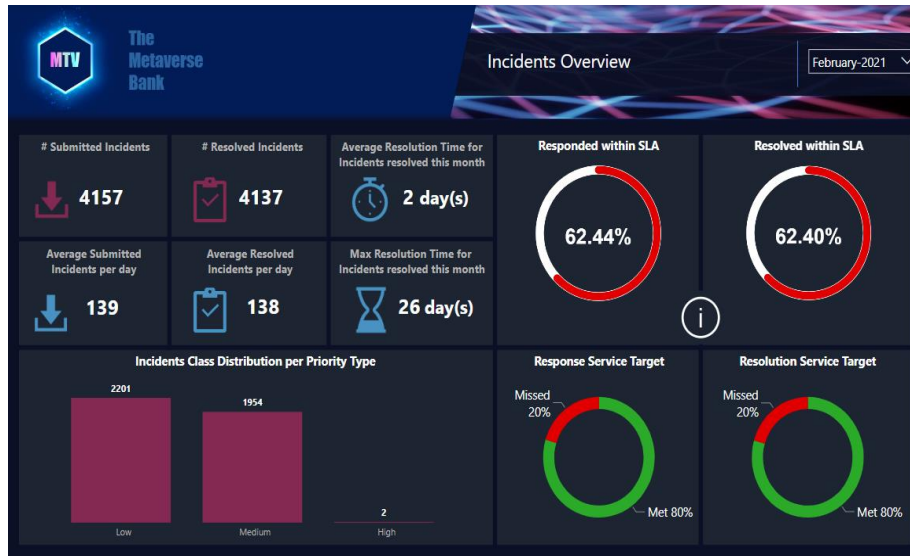 MTV
The
Metaverse
Bank
Incidents Overview
February-2021
# Submitted Incidents
4157
# Resolved Incidents
4137
Average Resolution Time for
Incidents resolved this month
2 day(s)
Responded within SLA
62.44%
Resolved within SLA
62.40%
Average Submitted
Incidents per day
139
Average Resolved
Incidents per day
138
Max Resolution Time for
Incidents resolved this month
26 day(s)
i
Incidents Class Distribution per Priority Type
2201
1954
2
Low
Medium
High
Response Service Target
Missed
20%
Met 80%
Resolution Service Target
Missed
20%
Met 80%